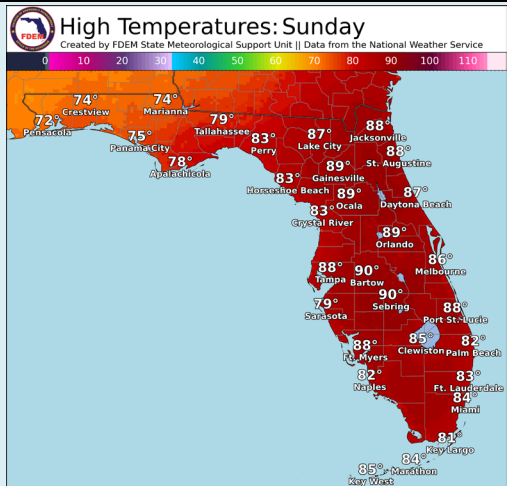 FDEM
High Temperatures: Sunday
Created by FDEM State Meteorological Support Unit || Data from the National Weather Service
0 10 20 30 40 50 60 70 80 90 100 110
74°
Crestview
74°
Marianna
72°
Pensacola
79°
Tallahassee
75°
Panama City
78°
Apalachicola
83°
Perry
87°
Lake City
88°
Jacksonville
88°
St. Augustine
89°
Gainesville
83°
Horseshoe Beach
89°
Ocala
87°
Daytona Beach
83°
Crystal River
89°
Orlando
86°
Melbourne
88°
Tampa
90°
Bartow
90°
Sebring
79°
Sarasota
88°
Port St. Lucie
85°
Clewiston
82°
Palm Beach
88°
Ft. Myers
82°
Naples
83°
Ft. Lauderdale
84°
Miami
81°
Key Largo
84°
Marathon
85°
Key West